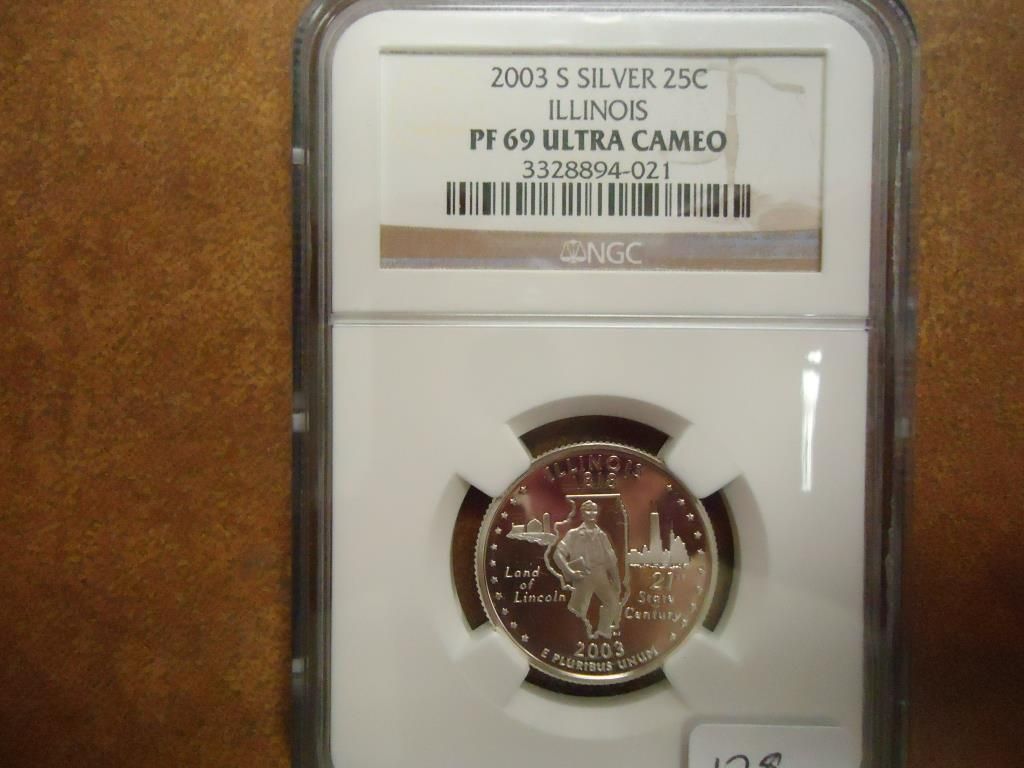 2003 S SILVER 25C
ILLINOIS
PF 69 ULTRA CAMEO
3328894-021
NGC
ILLINOIS
1818
Land
of
Lincoln
21st
State
Century
2003
E PLURIBUS UNUM
128